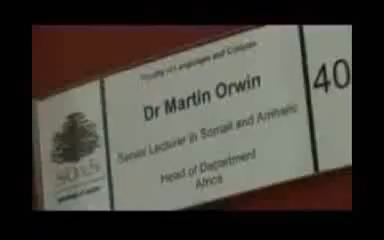 Faculty of Languages and Cultures
Dr Martin Orwin
Senior Lecturer in Somali and Amharic
Head of Department
Africa
40
SOAS